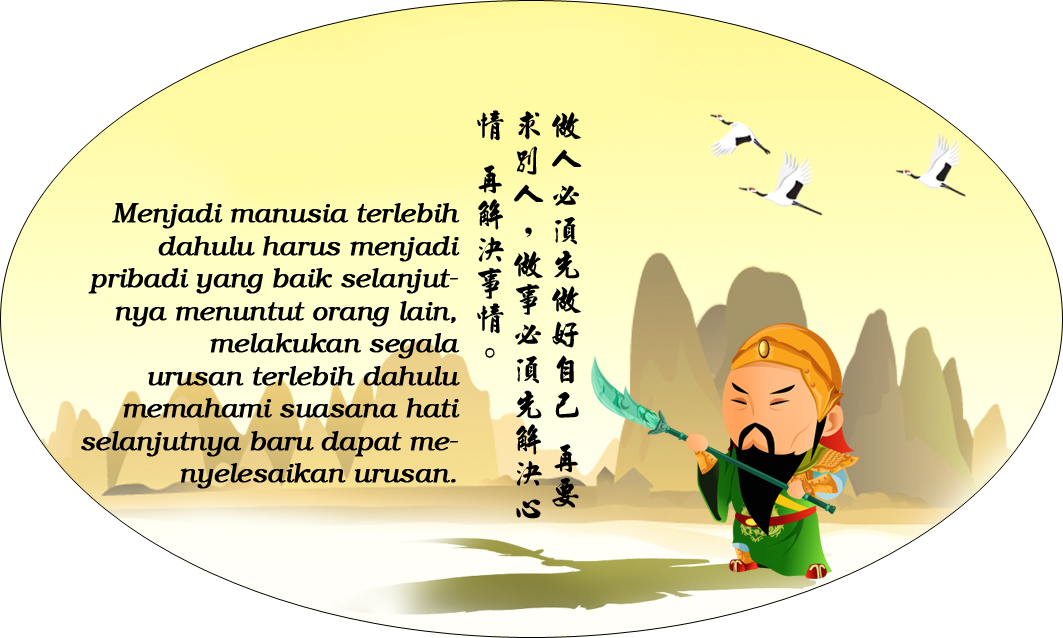 Menjadi manusia terlebih
dahulu harus menjadi
pribadi yang baik selanjut-
nya menuntut orang lain,
melakukan segala
urusan terlebih dahulu
memahami suasana hati
selanjutnya baru dapat me-
nyelesaikan urusan.
做人必須先做好自己 再要
求別人，做事必須先解決心
情 再解決事情。